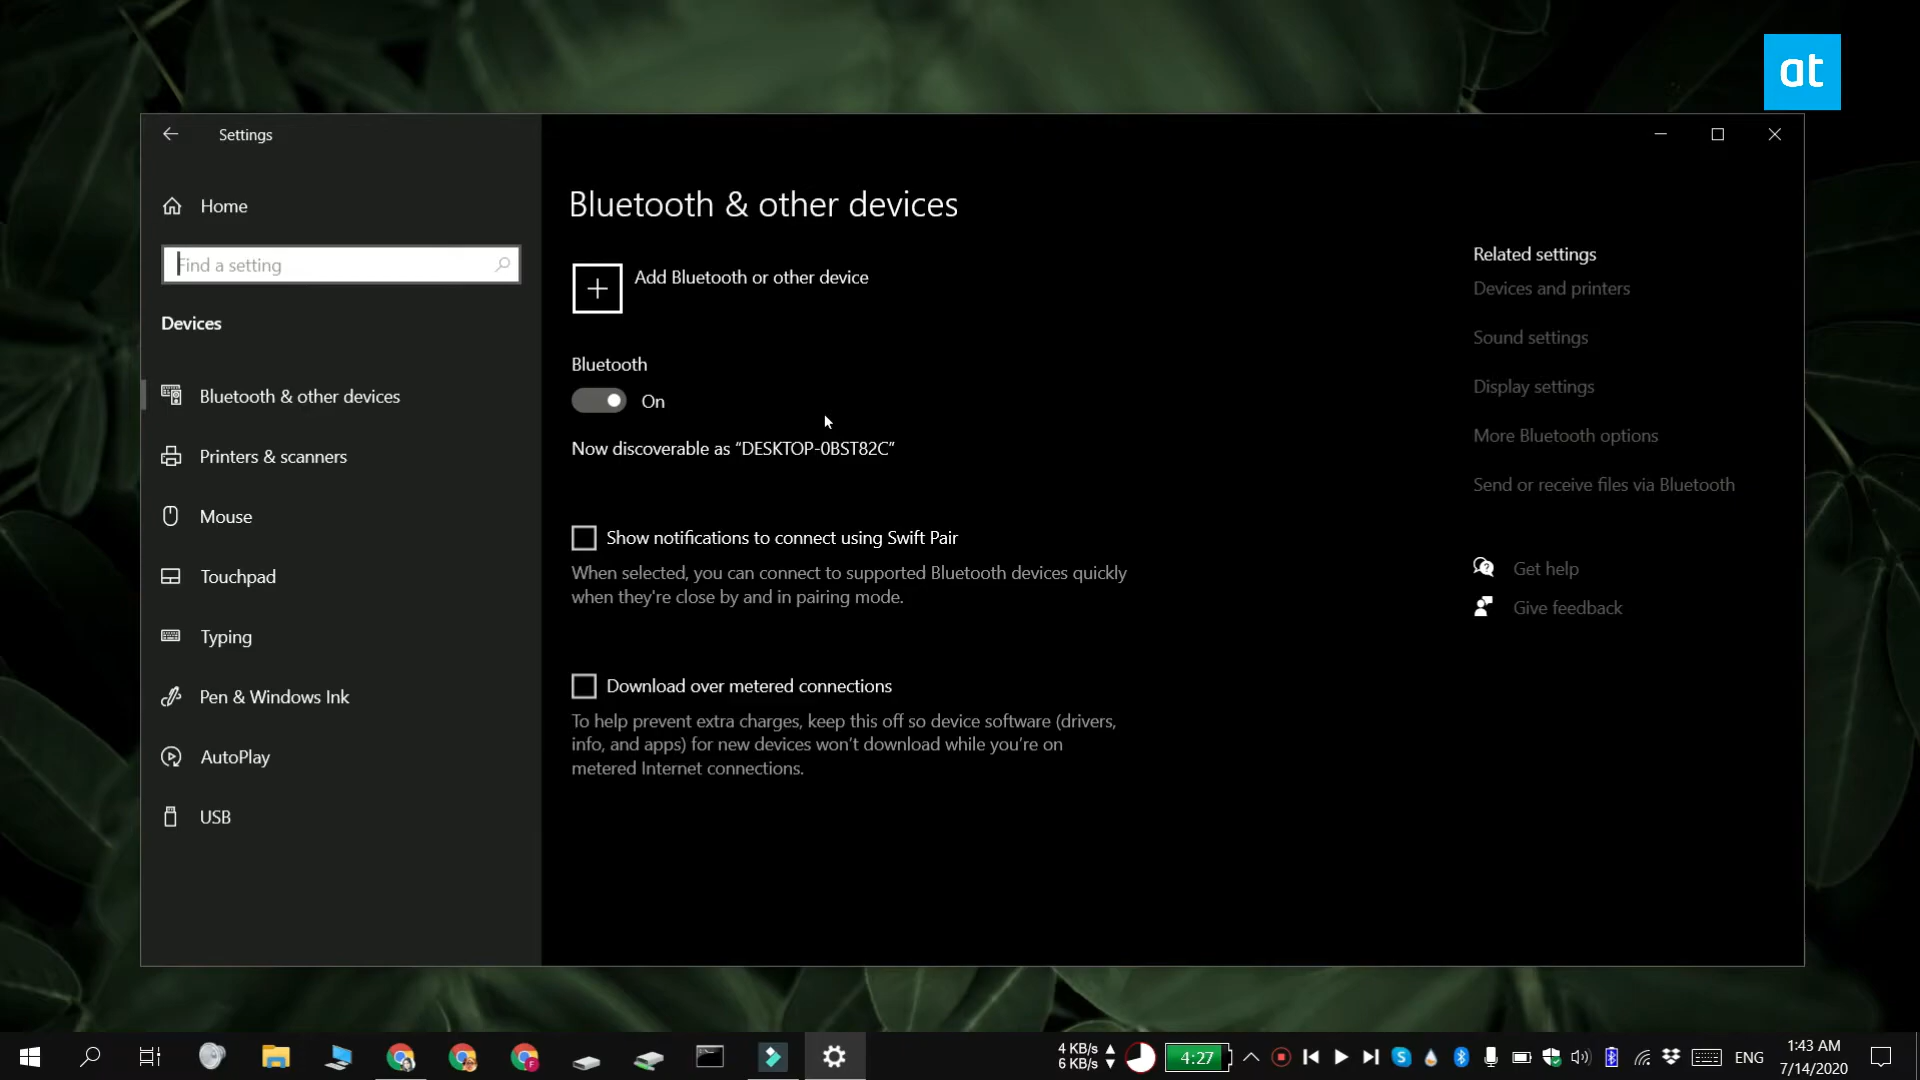 at
Settings
Home
Find a setting
Devices
Bluetooth & other devices
Printers & scanners
Mouse
Touchpad
Typing
Pen & Windows Ink
AutoPlay
USB
Bluetooth & other devices
Add Bluetooth or other device
Bluetooth
On
Now discoverable as “DESKTOP-0BST82C”
Show notifications to connect using Swift Pair
When selected, you can connect to supported Bluetooth devices quickly
when they're close by and in pairing mode.
Download over metered connections
To help prevent extra charges, keep this off so device software (drivers,
info, and apps) for new devices won’t download while you’re on
metered Internet connections.
Related settings
Devices and printers
Sound settings
Display settings
More Bluetooth options
Send or receive files via Bluetooth
Get help
Give feedback
4 KB/s
6 KB/s
4:27
ENG
1:43 AM
7/14/2020